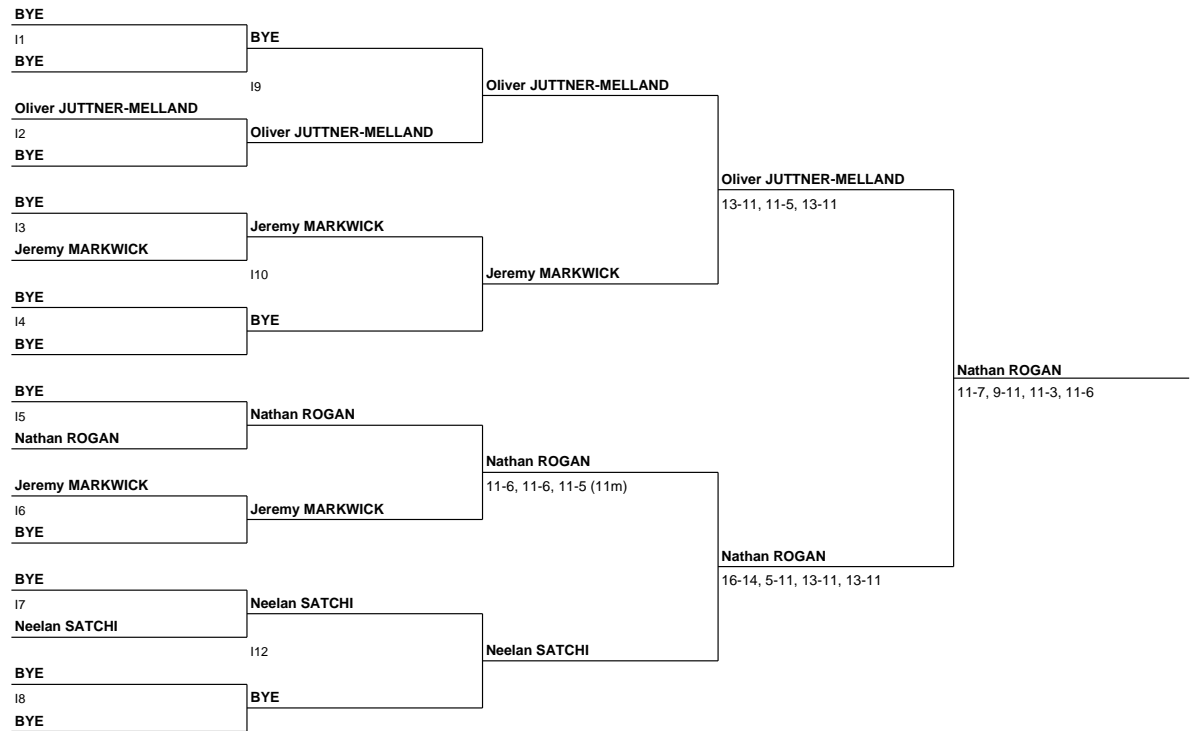 BYE
I1
BYE
BYE
I9
Oliver JUTTNER-MELLAND
Oliver JUTTNER-MELLAND
I2
Oliver JUTTNER-MELLAND
BYE
Oliver JUTTNER-MELLAND
13-11, 11-5, 13-11
BYE
I3
Jeremy MARKWICK
Jeremy MARKWICK
I10
Jeremy MARKWICK
BYE
I4
BYE
BYE
Nathan ROGAN
11-7, 9-11, 11-3, 11-6
BYE
I5
Nathan ROGAN
Nathan ROGAN
Nathan ROGAN
11-6, 11-6, 11-5 (11m)
Jeremy MARKWICK
I6
Jeremy MARKWICK
BYE
Nathan ROGAN
16-14, 5-11, 13-11, 13-11
BYE
I7
Neelan SATCHI
Neelan SATCHI
I12
Neelan SATCHI
BYE
I8
BYE
BYE